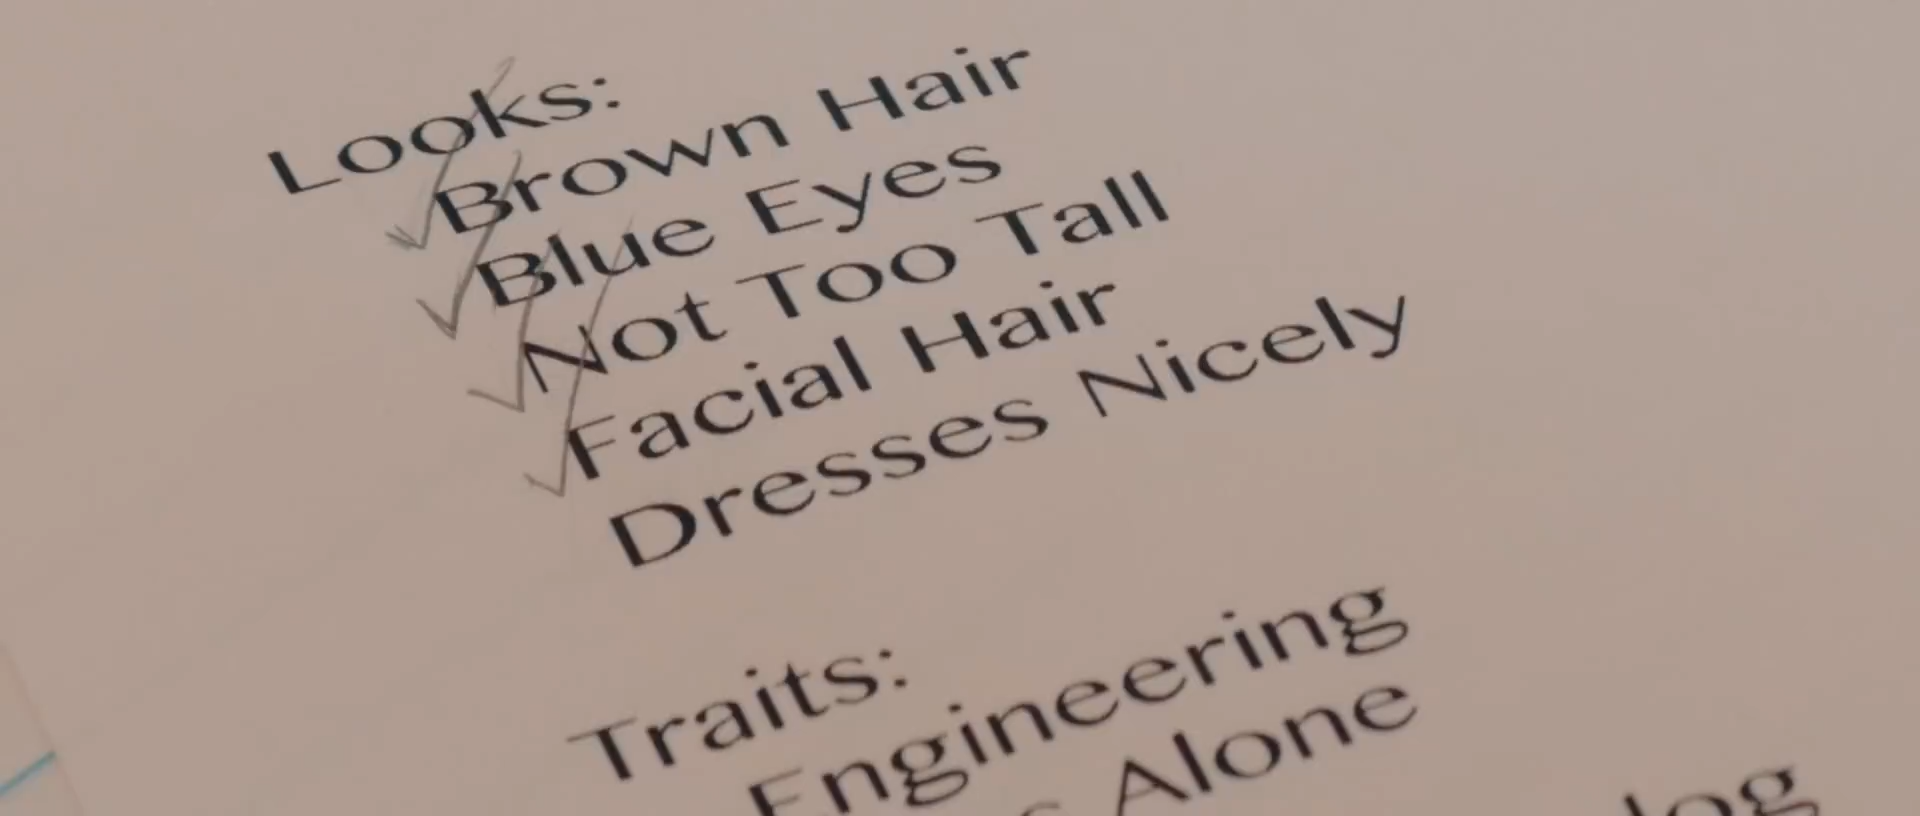 Looks:
Brown Hair
Blue Eyes
Not Too Tall
Facial Hair
Dresses Nicely
Traits:
Engineering
Alone